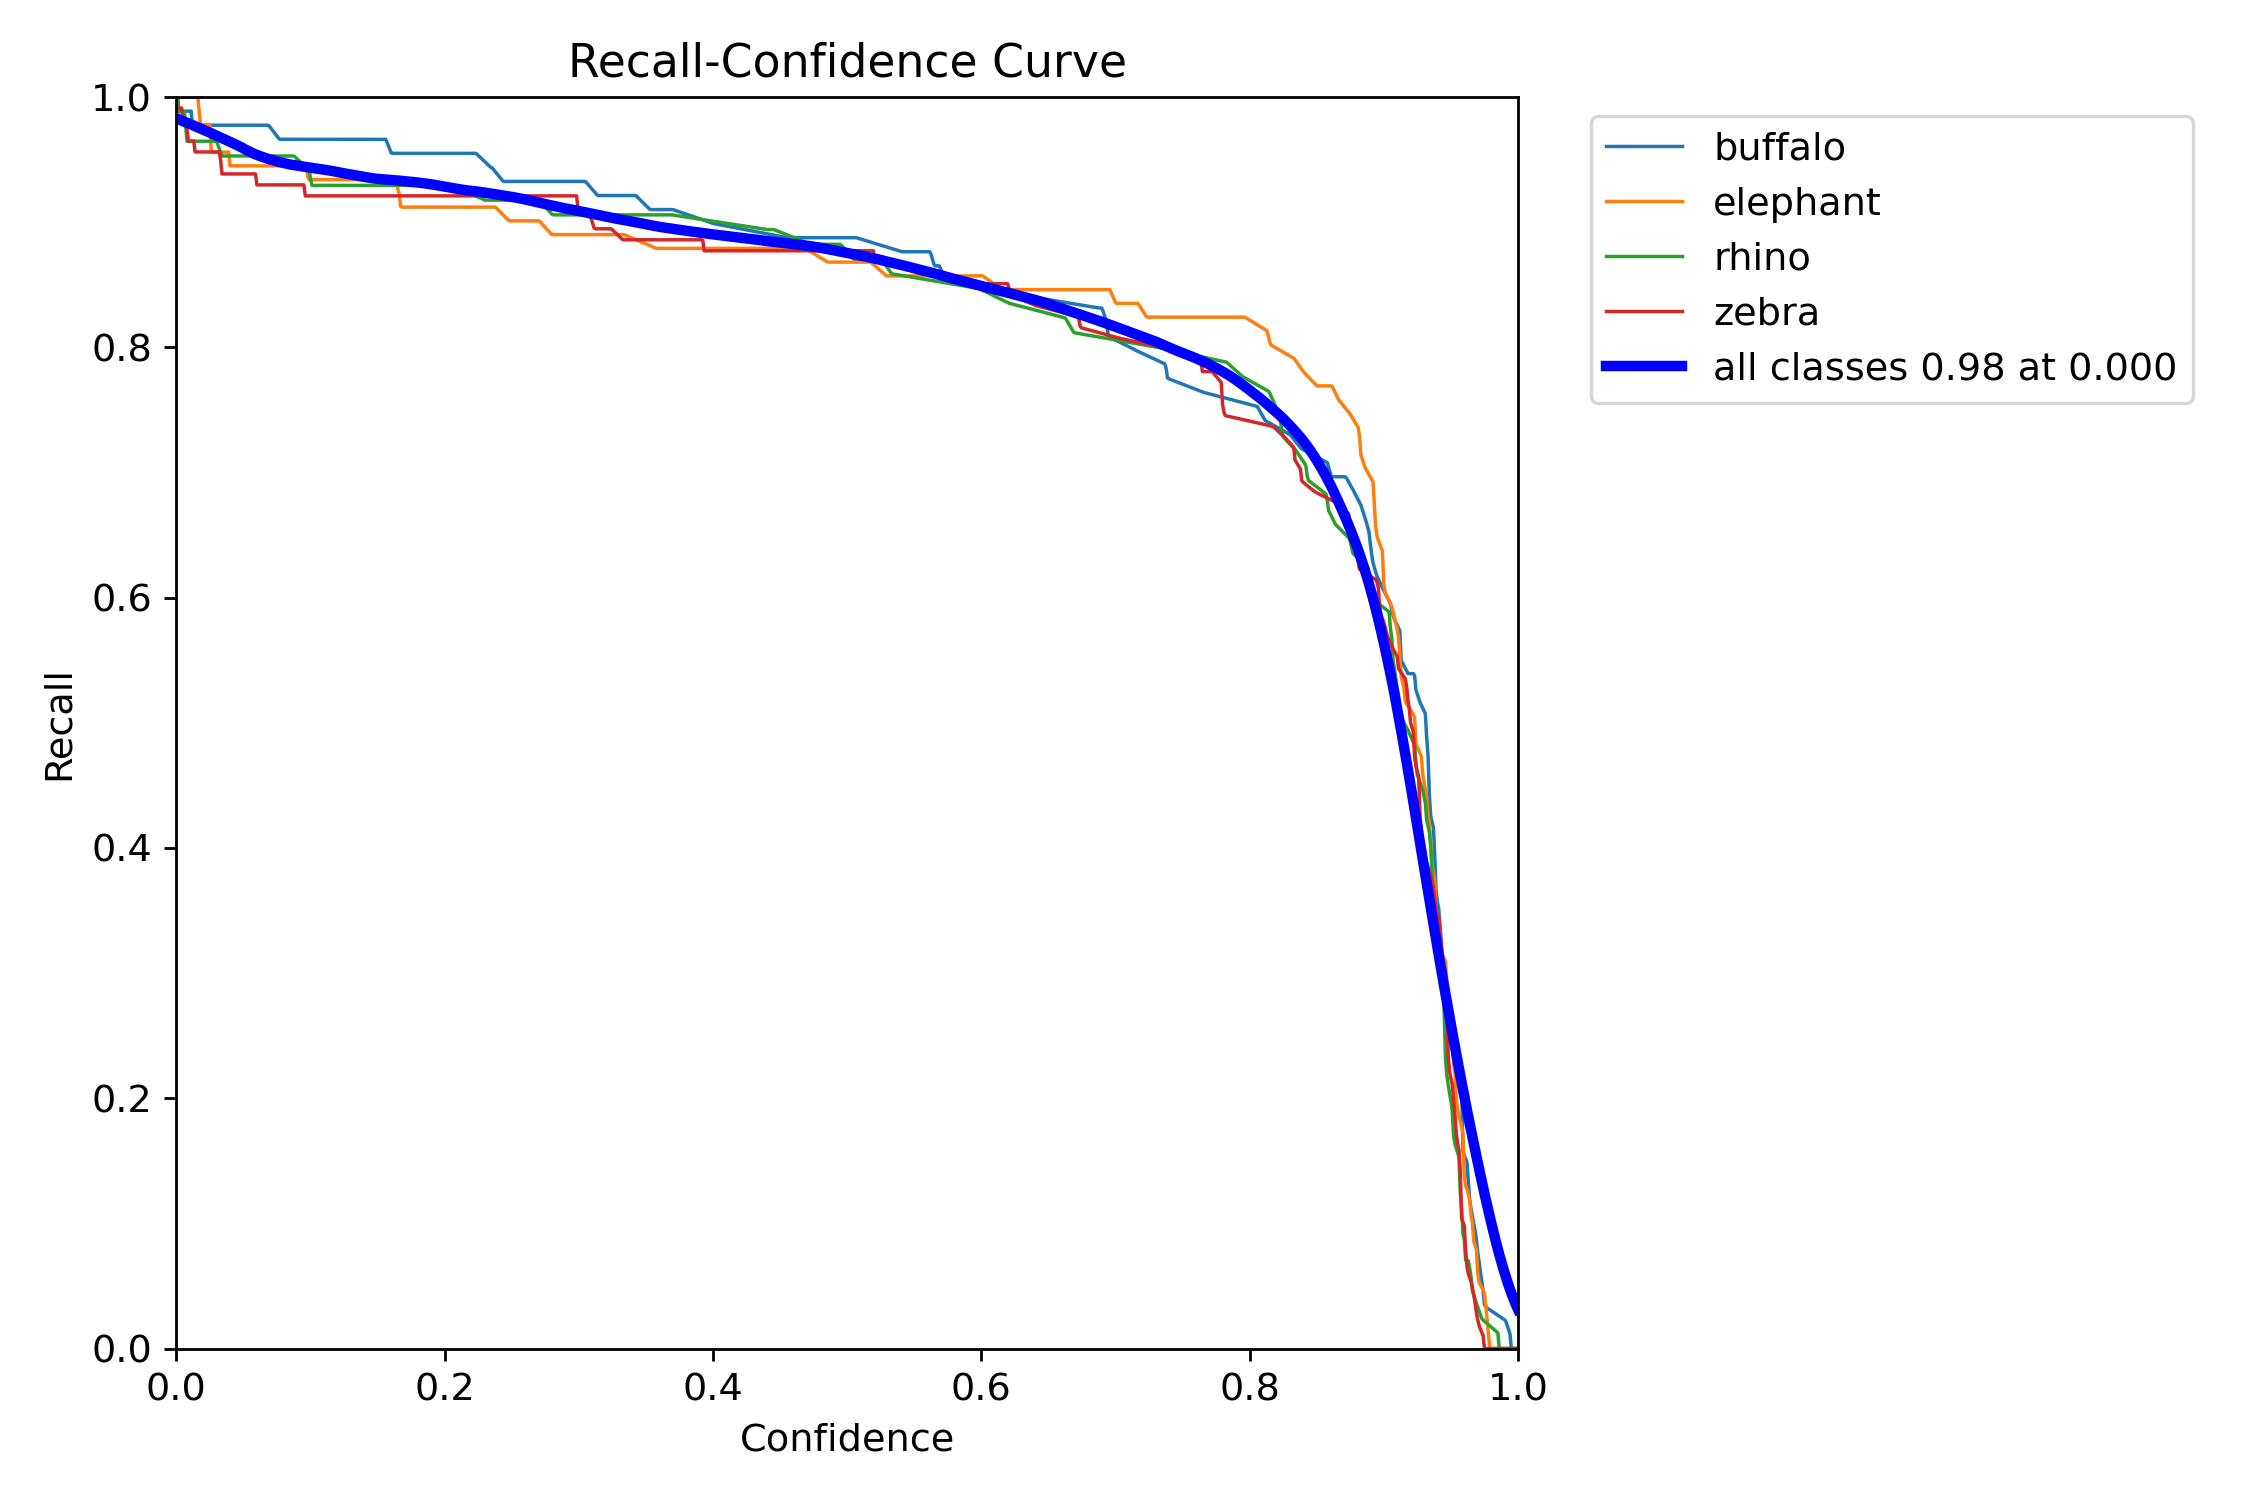 Recall-Confidence Curve
1.0
0.8
0.6
0.4
0.2
0.0
Recall
0.0 0.2 0.4 0.6 0.8 1.0
Confidence
buffalo
elephant
rhino
zebra
all classes 0.98 at 0.000